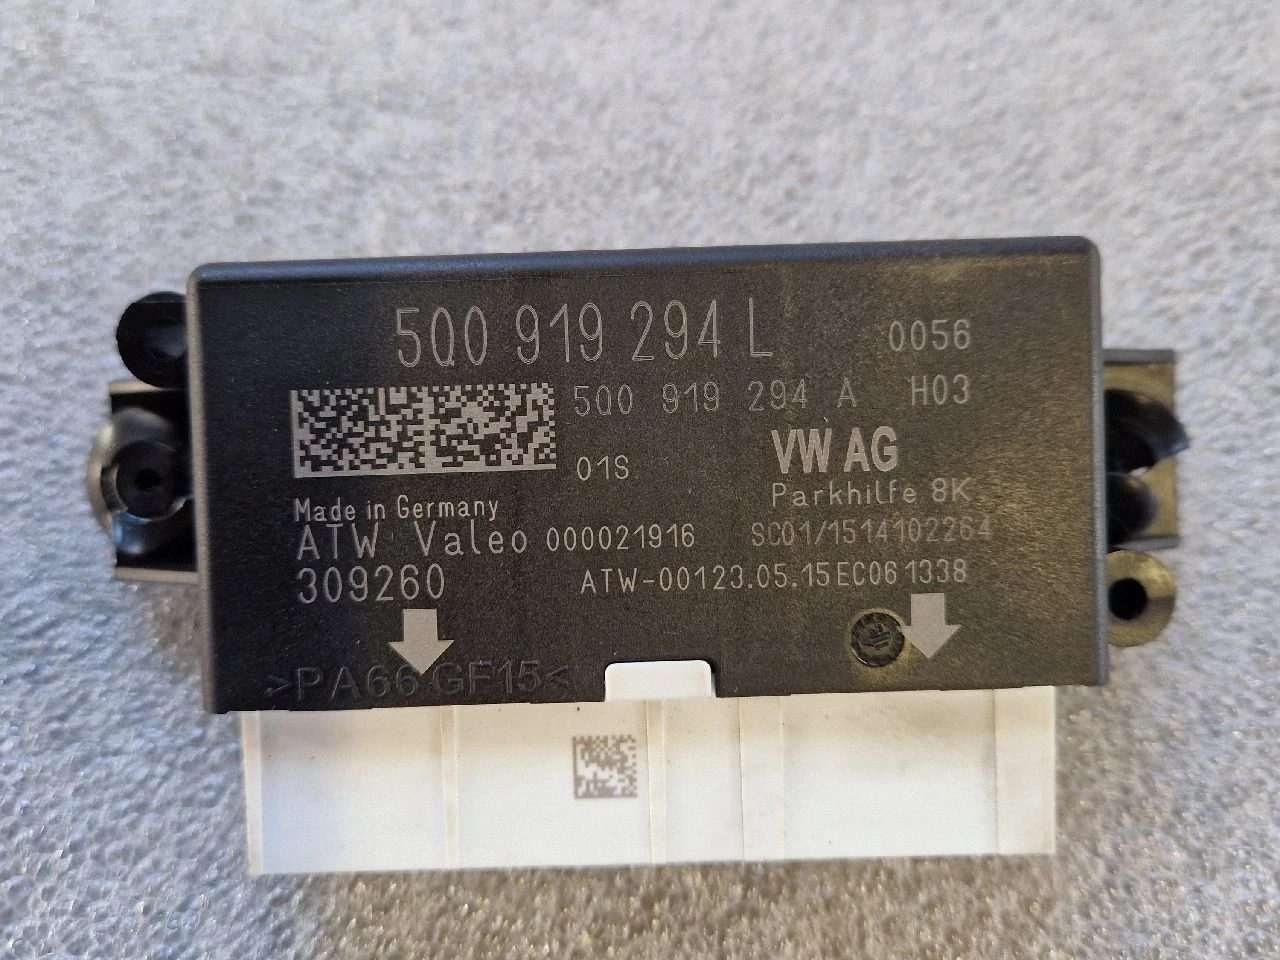 5Q0 919 294 L 0056
5Q0 919 294 A H03
01S VW AG
Parkhilfe 8K
Made in Germany
ATW Valeo 000021916 SC01/1514102264
309260 ATW-00123.05.15EC061338
>PA66 GF15<